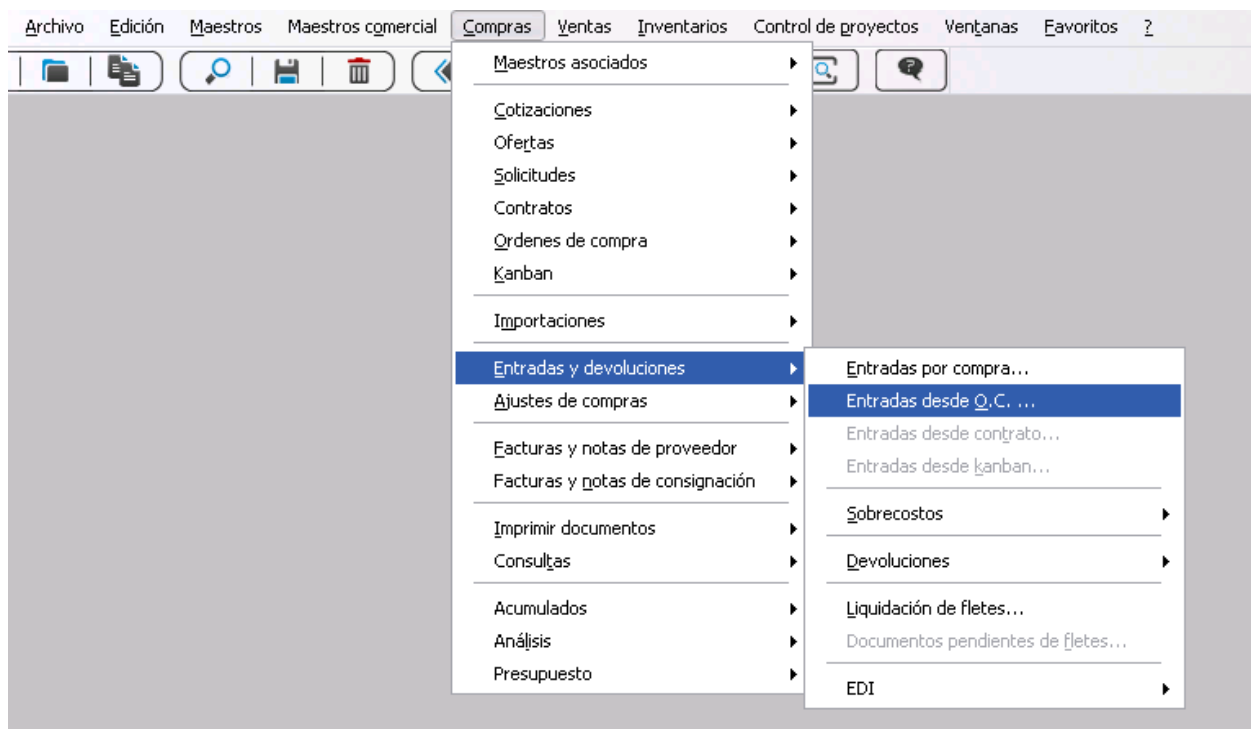 Archivo Edición Maestros Maestros comercial Compras Ventas Inventarios Control de proyectos Ventanas Favoritos ?
Maestros asociados
Cotizaciones
Ofertas
Solicitudes
Contratos
Ordenes de compra
Kanban
Importaciones
Entradas y devoluciones
Ajustes de compras
Facturas y notas de proveedor
Facturas y notas de consignación
Imprimir documentos
Consultas
Acumulados
Análisis
Presupuesto
Entradas por compra...
Entradas desde O.C. ...
Entradas desde contrato...
Entradas desde kanban...
Sobrecostos
Devoluciones
Liquidación de fletes...
Documentos pendientes de fletes...
EDI